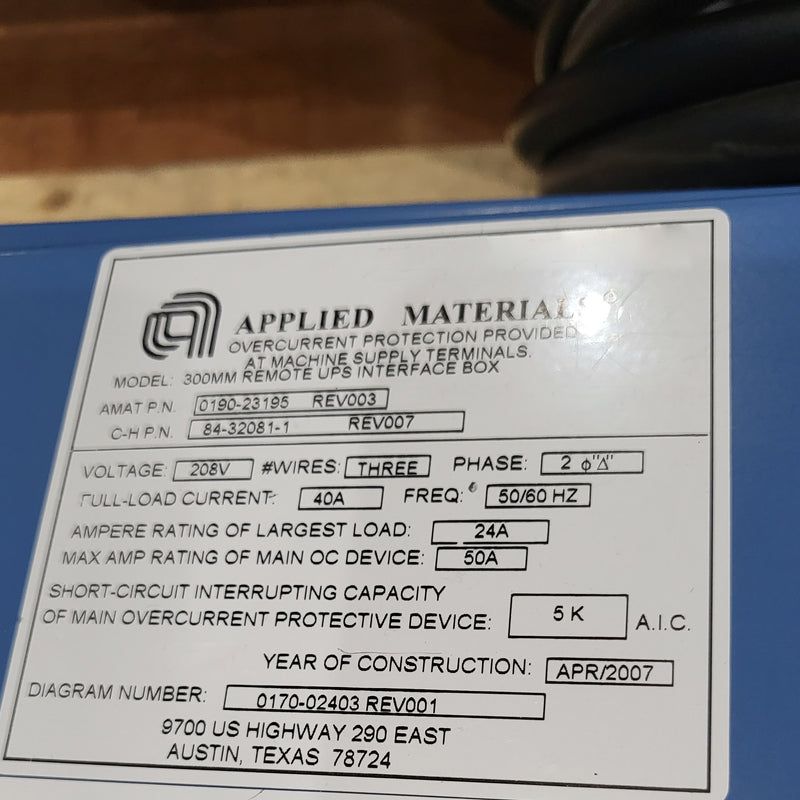 APPLIED MATERIALS®
OVERCURRENT PROTECTION PROVIDED
AT MACHINE SUPPLY TERMINALS.
MODEL: 300MM REMOTE UPS INTERFACE BOX
AMAT P.N. 0190-23195 REV003
C-H P.N. 84-32081-1 REV007
VOLTAGE: 208V #WIRES: THREE PHASE: 2 φ"Δ"
FULL-LOAD CURRENT: 40A FREQ: 50/60 HZ
AMPERE RATING OF LARGEST LOAD: 24A
MAX AMP RATING OF MAIN OC DEVICE: 50A
SHORT-CIRCUIT INTERRUPTING CAPACITY
OF MAIN OVERCURRENT PROTECTIVE DEVICE: 5 K A.I.C.
YEAR OF CONSTRUCTION: APR/2007
DIAGRAM NUMBER: 0170-02403 REV001
9700 US HIGHWAY 290 EAST
AUSTIN, TEXAS 78724